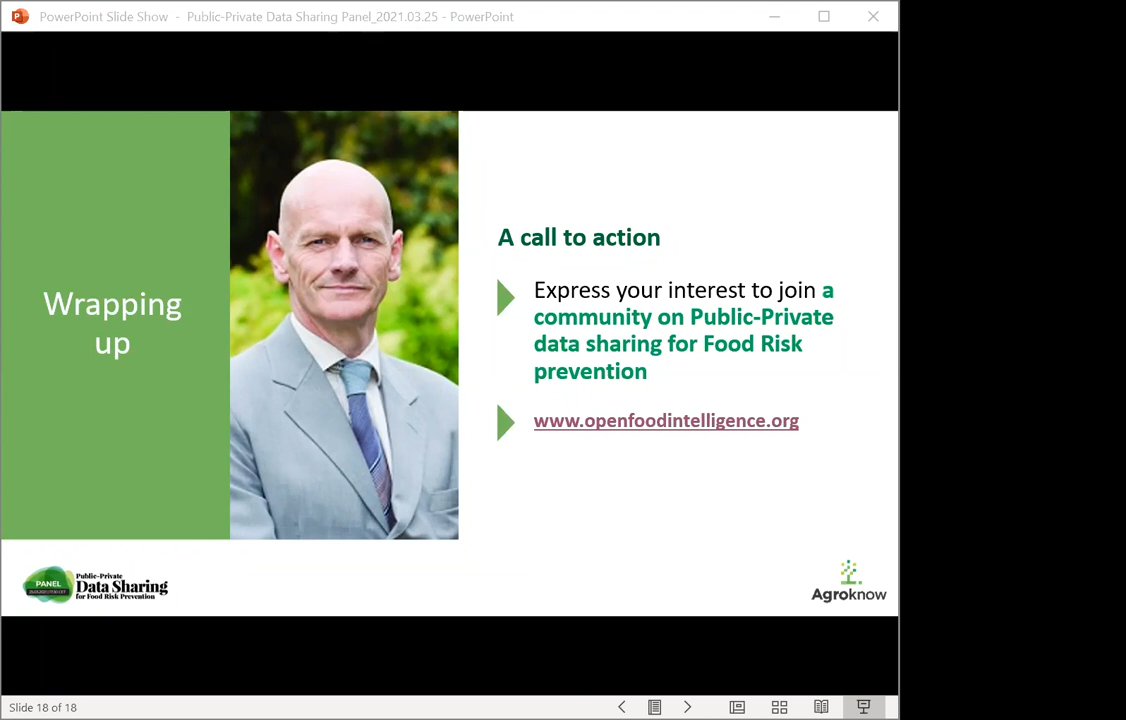 PowerPoint Slide Show - Public-Private Data Sharing Panel_2021.03.25 - PowerPoint
Wrapping
up
A call to action
Express your interest to join a
community on Public-Private
data sharing for Food Risk
prevention
www.openfoodintelligence.org
PANEL
Public-Private
Data Sharing
for Food Risk Prevention
Agroknow
Slide 18 of 18